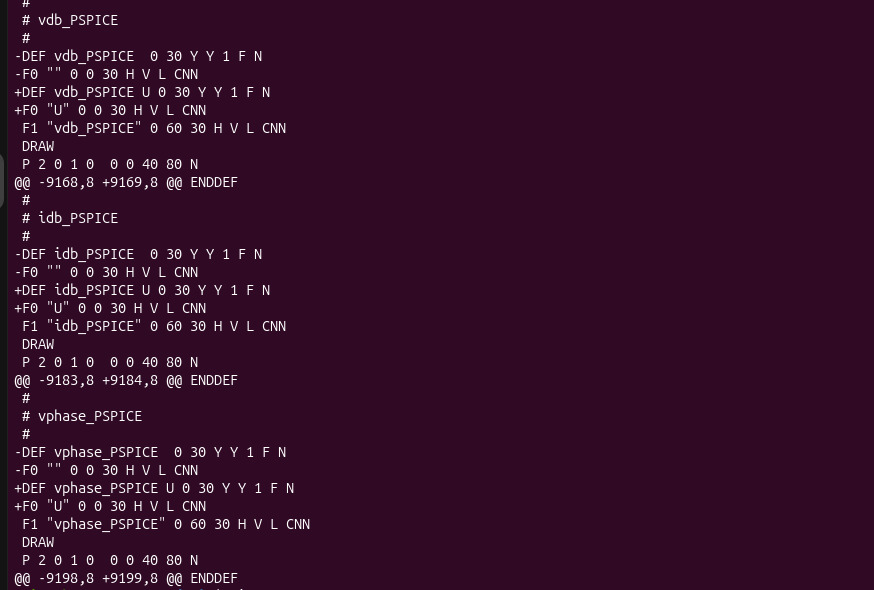 #
# vdb_PSPICE
#
-DEF vdb_PSPICE  0 30 Y Y 1 F N
-F0 "" 0 0 30 H V L CNN
+DEF vdb_PSPICE U 0 30 Y Y 1 F N
+F0 "U" 0 0 30 H V L CNN
F1 "vdb_PSPICE" 0 60 30 H V L CNN
DRAW
P 2 0 1 0  0 0 40 80 N
@@ -9168,8 +9169,8 @@ ENDDEF
#
# idb_PSPICE
#
-DEF idb_PSPICE  0 30 Y Y 1 F N
-F0 "" 0 0 30 H V L CNN
+DEF idb_PSPICE U 0 30 Y Y 1 F N
+F0 "U" 0 0 30 H V L CNN
F1 "idb_PSPICE" 0 60 30 H V L CNN
DRAW
P 2 0 1 0  0 0 40 80 N
@@ -9183,8 +9184,8 @@ ENDDEF
#
# vphase_PSPICE
#
-DEF vphase_PSPICE  0 30 Y Y 1 F N
-F0 "" 0 0 30 H V L CNN
+DEF vphase_PSPICE U 0 30 Y Y 1 F N
+F0 "U" 0 0 30 H V L CNN
F1 "vphase_PSPICE" 0 60 30 H V L CNN
DRAW
P 2 0 1 0  0 0 40 80 N
@@ -9198,8 +9199,8 @@ ENDDEF